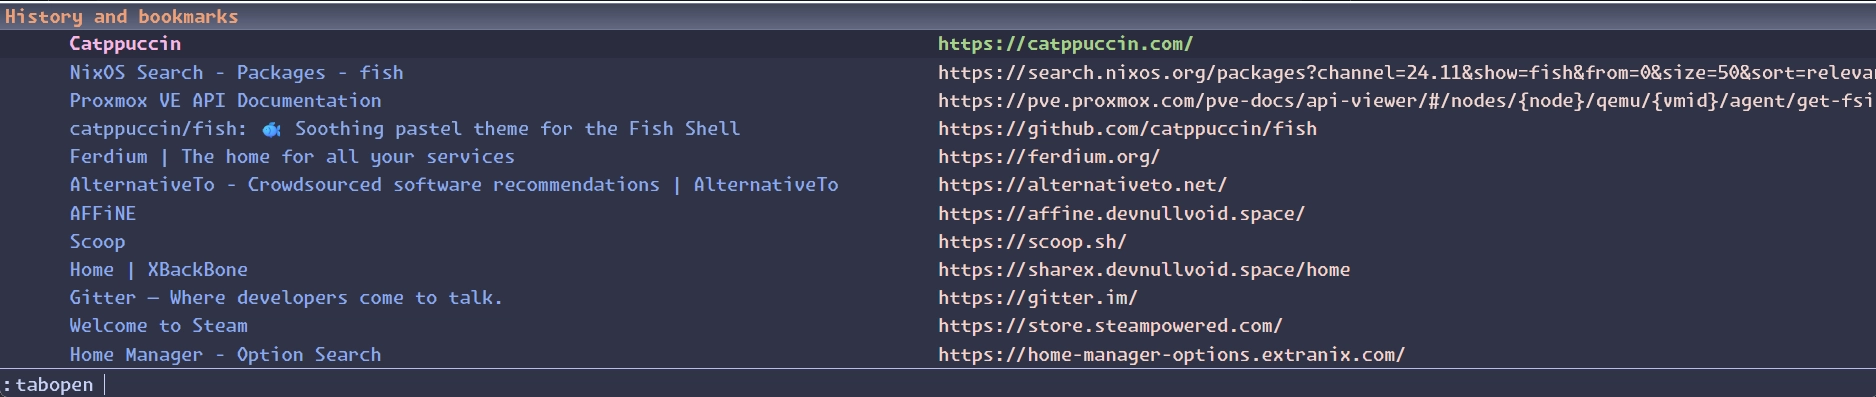 History and bookmarks
Catppuccin https://catppuccin.com/
NixOS Search - Packages - fish https://search.nixos.org/packages?channel=24.11&show=fish&from=0&size=50&sort=releva
Proxmox VE API Documentation https://pve.proxmox.com/pve-docs/api-viewer/#/nodes/{node}/qemu/{vmid}/agent/get-fsi
catppuccin/fish: 🐟 Soothing pastel theme for the Fish Shell https://github.com/catppuccin/fish
Ferdium | The home for all your services https://ferdium.org/
AlternativeTo - Crowdsourced software recommendations | AlternativeTo https://alternativeto.net/
AFFiNE https://affine.devnullvoid.space/
Scoop https://scoop.sh/
Home | XBackBone https://sharex.devnullvoid.space/home
Gitter — Where developers come to talk. https://gitter.im/
Welcome to Steam https://store.steampowered.com/
Home Manager - Option Search https://home-manager-options.extranix.com/
:tabopen